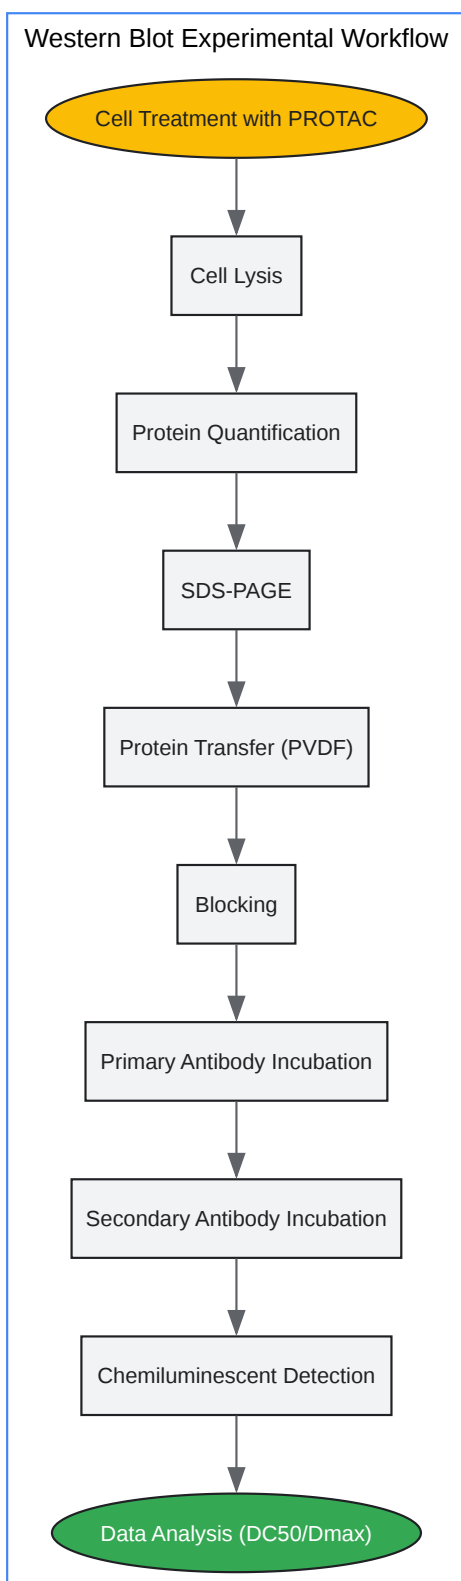 Western Blot Experimental Workflow
Cell Treatment with PROTAC
Cell Lysis
Protein Quantification
SDS-PAGE
Protein Transfer (PVDF)
Blocking
Primary Antibody Incubation
Secondary Antibody Incubation
Chemiluminescent Detection
Data Analysis (DC50/Dmax)